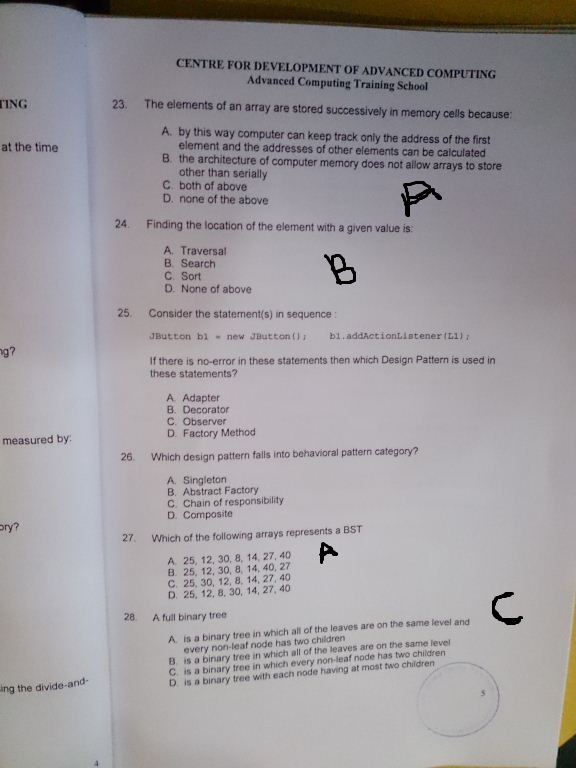 CENTRE FOR DEVELOPMENT OF ADVANCED COMPUTING
Advanced Computing Training School
TING
at the time
ng?
measured by:
ory?
ing the divide-and-
4
23. The elements of an array are stored successively in memory cells because:
A. by this way computer can keep track only the address of the first
element and the addresses of other elements can be calculated
B. the architecture of computer memory does not allow arrays to store
other than serially
C. both of above
D. none of the above
A
24. Finding the location of the element with a given value is:
A. Traversal
B. Search
C. Sort
D. None of above
B
25. Consider the statement(s) in sequence :
JButton b1 = new JButton(); b1.addActionListener(L1);
If there is no-error in these statements then which Design Pattern is used in
these statements?
A. Adapter
B. Decorator
C. Observer
D. Factory Method
26. Which design pattern falls into behavioral pattern category?
A. Singleton
B. Abstract Factory
C. Chain of responsibility
D. Composite
27. Which of the following arrays represents a BST
A. 25, 12, 30, 8, 14, 27, 40
B. 25, 12, 30, 8, 14, 40, 27
C. 25, 30, 12, 8, 14, 27, 40
D. 25, 12, 8, 30, 14, 27, 40
A
28. A full binary tree
A. is a binary tree in which all of the leaves are on the same level and
every non-leaf node has two children
B. is a binary tree in which all of the leaves are on the same level
C. is a binary tree in which every non-leaf node has two children
D. is a binary tree with each node having at most two children
C
5